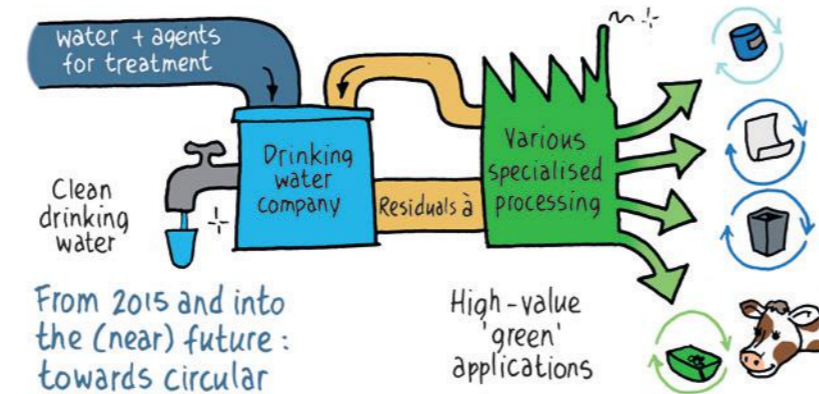 water + agents
for treatment
Drinking
water
company
Clean
drinking
water
Residuals à
Various
specialised
processing
From 2015 and into
the (near) future :
towards circular
High-value
'green'
applications